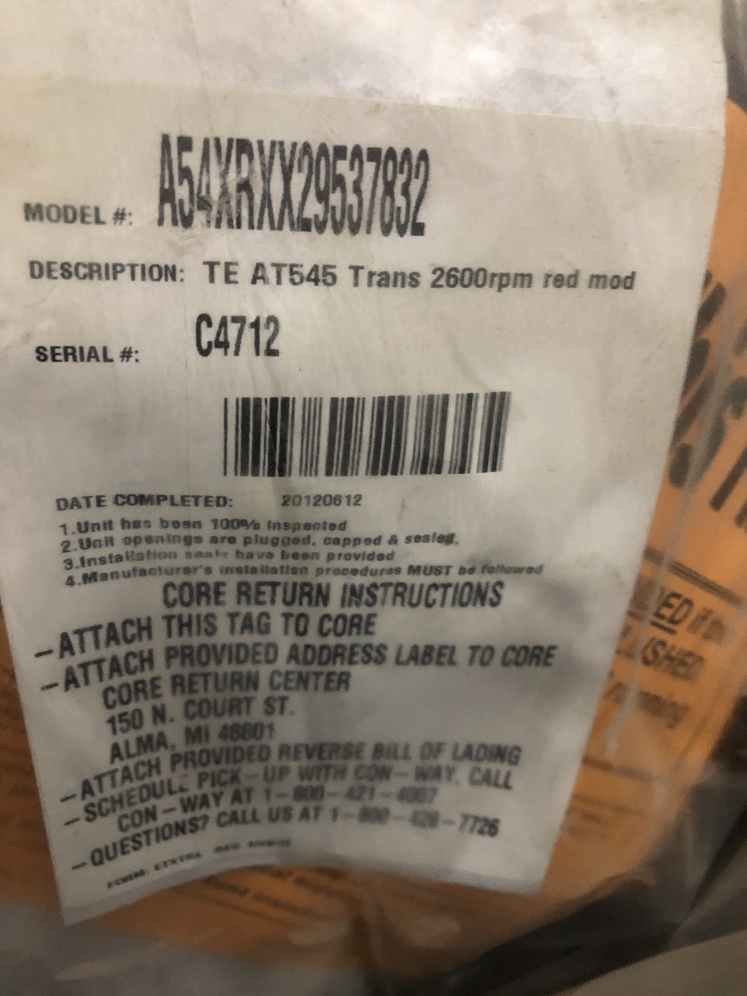 MODEL #: A54XRXX29537832
DESCRIPTION: TE AT545 Trans 2600rpm red mod
SERIAL #: C4712
DATE COMPLETED: 20120612
1.Unit has been 100% Inspected
2.Unit openings are plugged, capped & sealed.
3.Installation seals have been provided
4.Manufacturer's installation procedures MUST be followed
CORE RETURN INSTRUCTIONS
-ATTACH THIS TAG TO CORE
-ATTACH PROVIDED ADDRESS LABEL TO CORE
CORE RETURN CENTER
150 N. COURT ST.
ALMA, MI 48801
-ATTACH PROVIDED REVERSE BILL OF LADING
-SCHEDULE PICK-UP WITH CON-WAY. CALL
CON-WAY AT 1-800-421-4007
-QUESTIONS? CALL US AT 1-800-428-7726
FORM:
ED if
LISHED